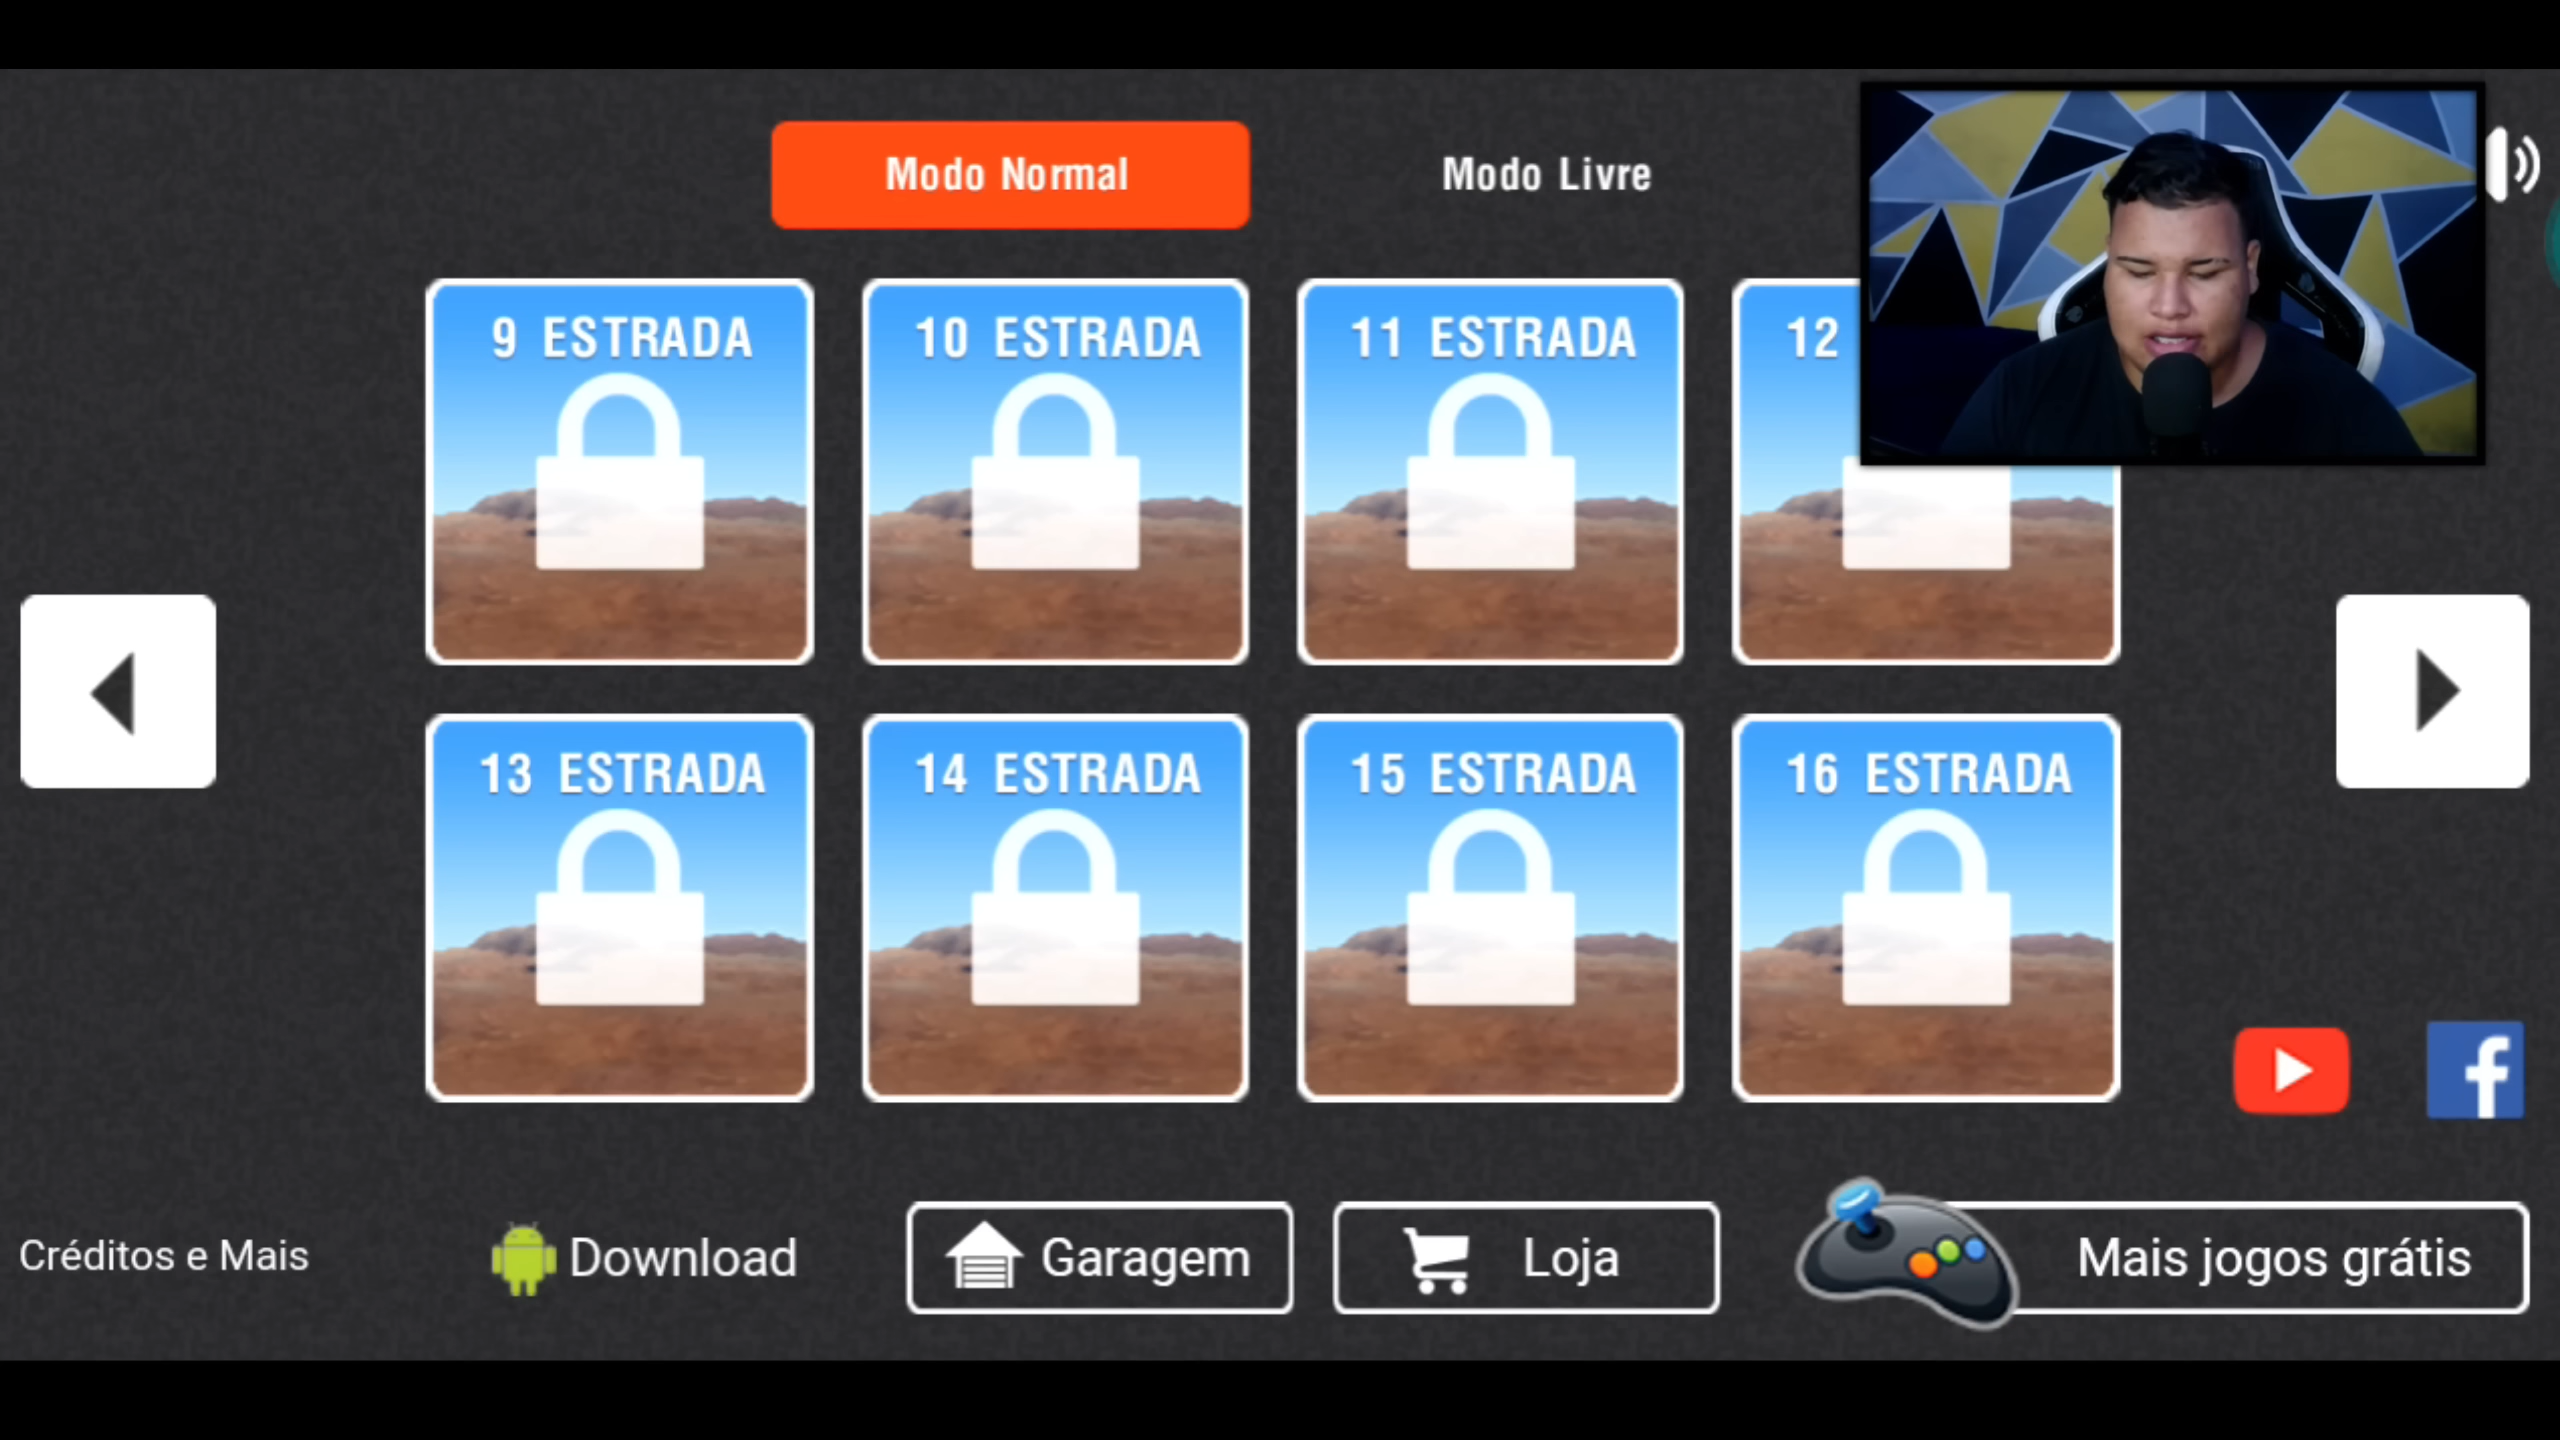 Modo Normal
Modo Livre
9 ESTRADA
10 ESTRADA
11 ESTRADA
12
13 ESTRADA
14 ESTRADA
15 ESTRADA
16 ESTRADA
Créditos e Mais
Download
Garagem
Loja
Mais jogos grátis